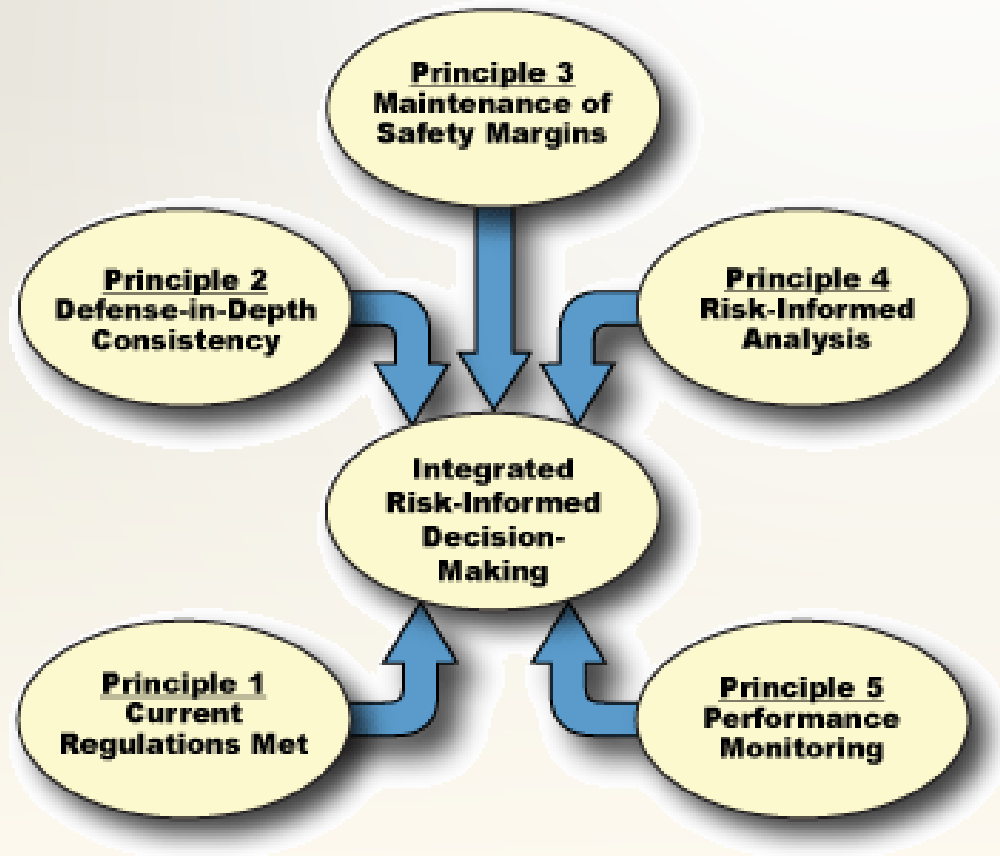 Principle 3
Maintenance of
Safety Margins
Principle 2
Defense-in-Depth
Consistency
Principle 4
Risk-Informed
Analysis
Integrated
Risk-Informed
Decision-
Making
Principle 1
Current
Regulations Met
Principle 5
Performance
Monitoring